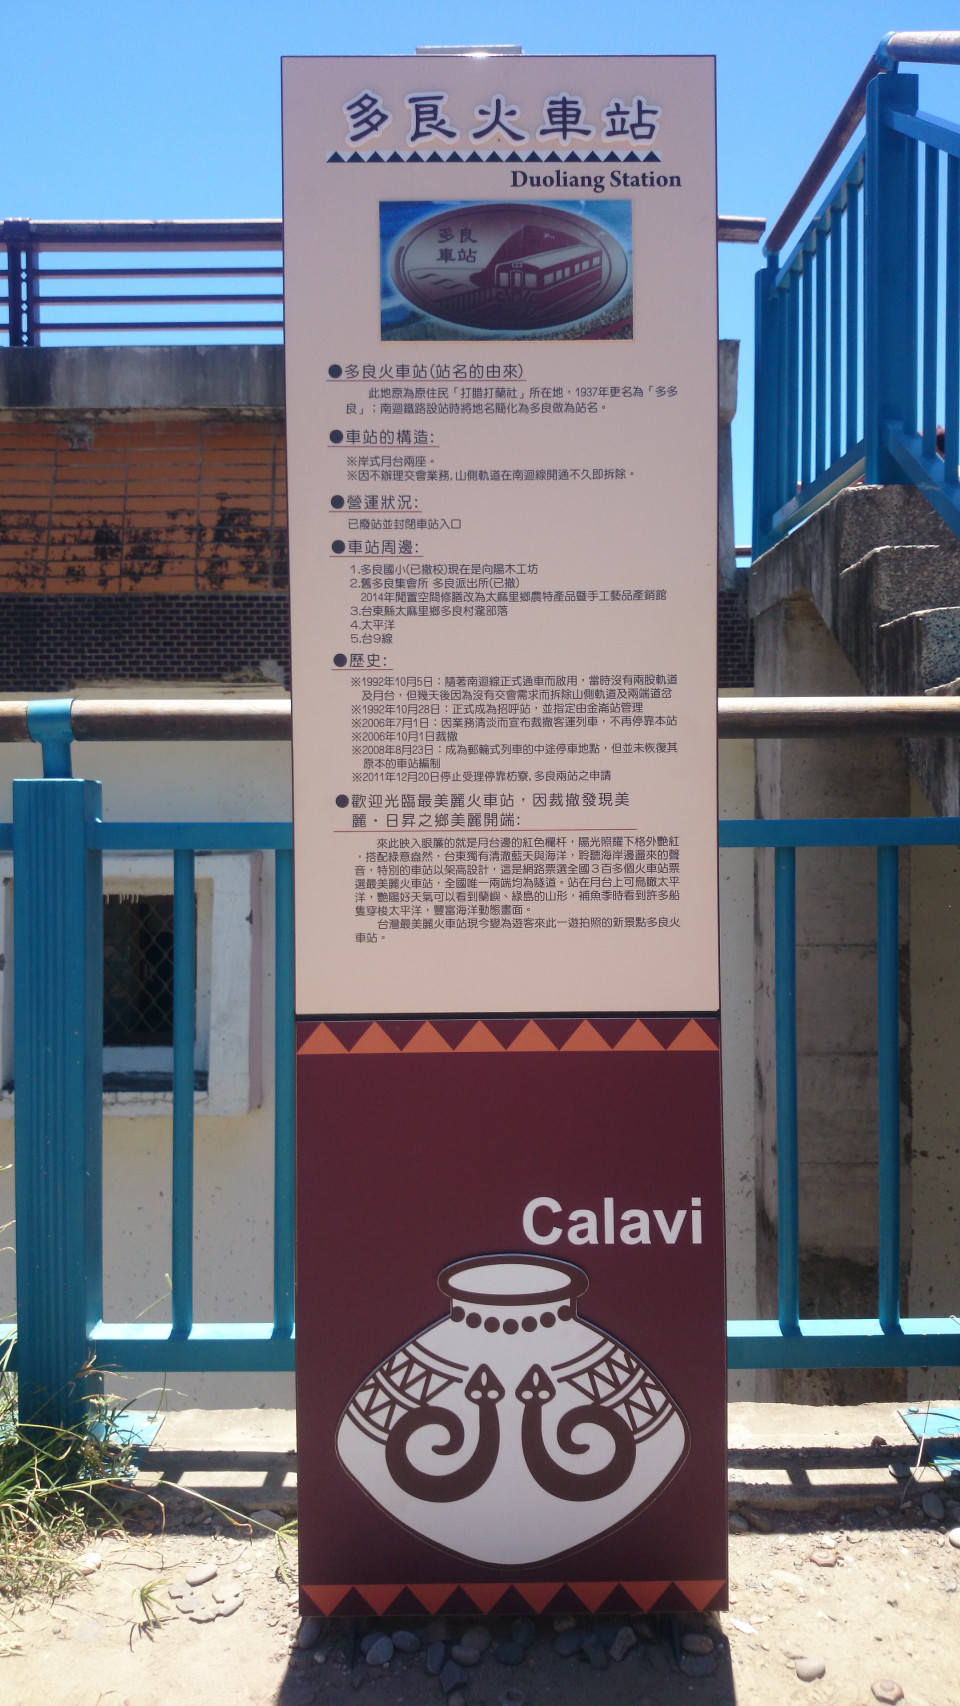 多良火車站
Duoliang Station
多良
車站
●多良火車站(站名的由來)
此地原為原住民「打腊打蘭社」所在地，1937年更名為「多多
良」；南迴鐵路設站時將地名簡化為多良做為站名。
●車站的構造:
※岸式月台兩座。
※因不辦理交會業務,山側軌道在南迴線開通不久即拆除。
●營運狀況:
已廢站並封閉車站入口
●車站周邊:
1.多良國小(已撤校)現在是向陽木工坊
2.舊多良集會所 多良派出所(已撤)
2014年閒置空間修繕改為太麻里鄉農特產品暨手工藝品產銷館
3.台東縣太麻里鄉多良村瀧部落
4.太平洋
5.台9線
●歷史:
※1992年10月5日：隨著南迴線正式通車而啟用，當時沒有兩股軌道
及月台，但幾天後因為沒有交會需求而拆除山側軌道及兩端道岔
※1992年10月28日：正式成為招呼站，並指定由金崙站管理
※2006年7月1日：因業務清淡而宣布裁撤客運列車，不再停靠本站
※2006年10月1日裁撤
※2008年8月23日：成為郵輪式列車的中途停車地點，但並未恢復其
原本的車站編制
※2011年12月20日停止受理停靠枋寮,多良兩站之申請
●歡迎光臨最美麗火車站，因裁撤發現美
麗・日昇之鄉美麗開端:
來此映入眼簾的就是月台邊的紅色欄杆，陽光照耀下格外艷紅
，搭配綠意盎然，台東獨有清澈藍天與海洋，聆聽海岸邊盪來的聲
音，特別的車站以架高設計，這是網路票選全國３百多個火車站票
選最美麗火車站，全國唯一兩端均為隧道。站在月台上可鳥瞰太平
洋，艷陽好天氣可以看到蘭嶼、綠島的山形，補魚季時看到許多船
隻穿梭太平洋，豐富海洋動態畫面。
台灣最美麗火車站現今變為遊客來此一遊拍照的新景點多良火
車站。
Calavi